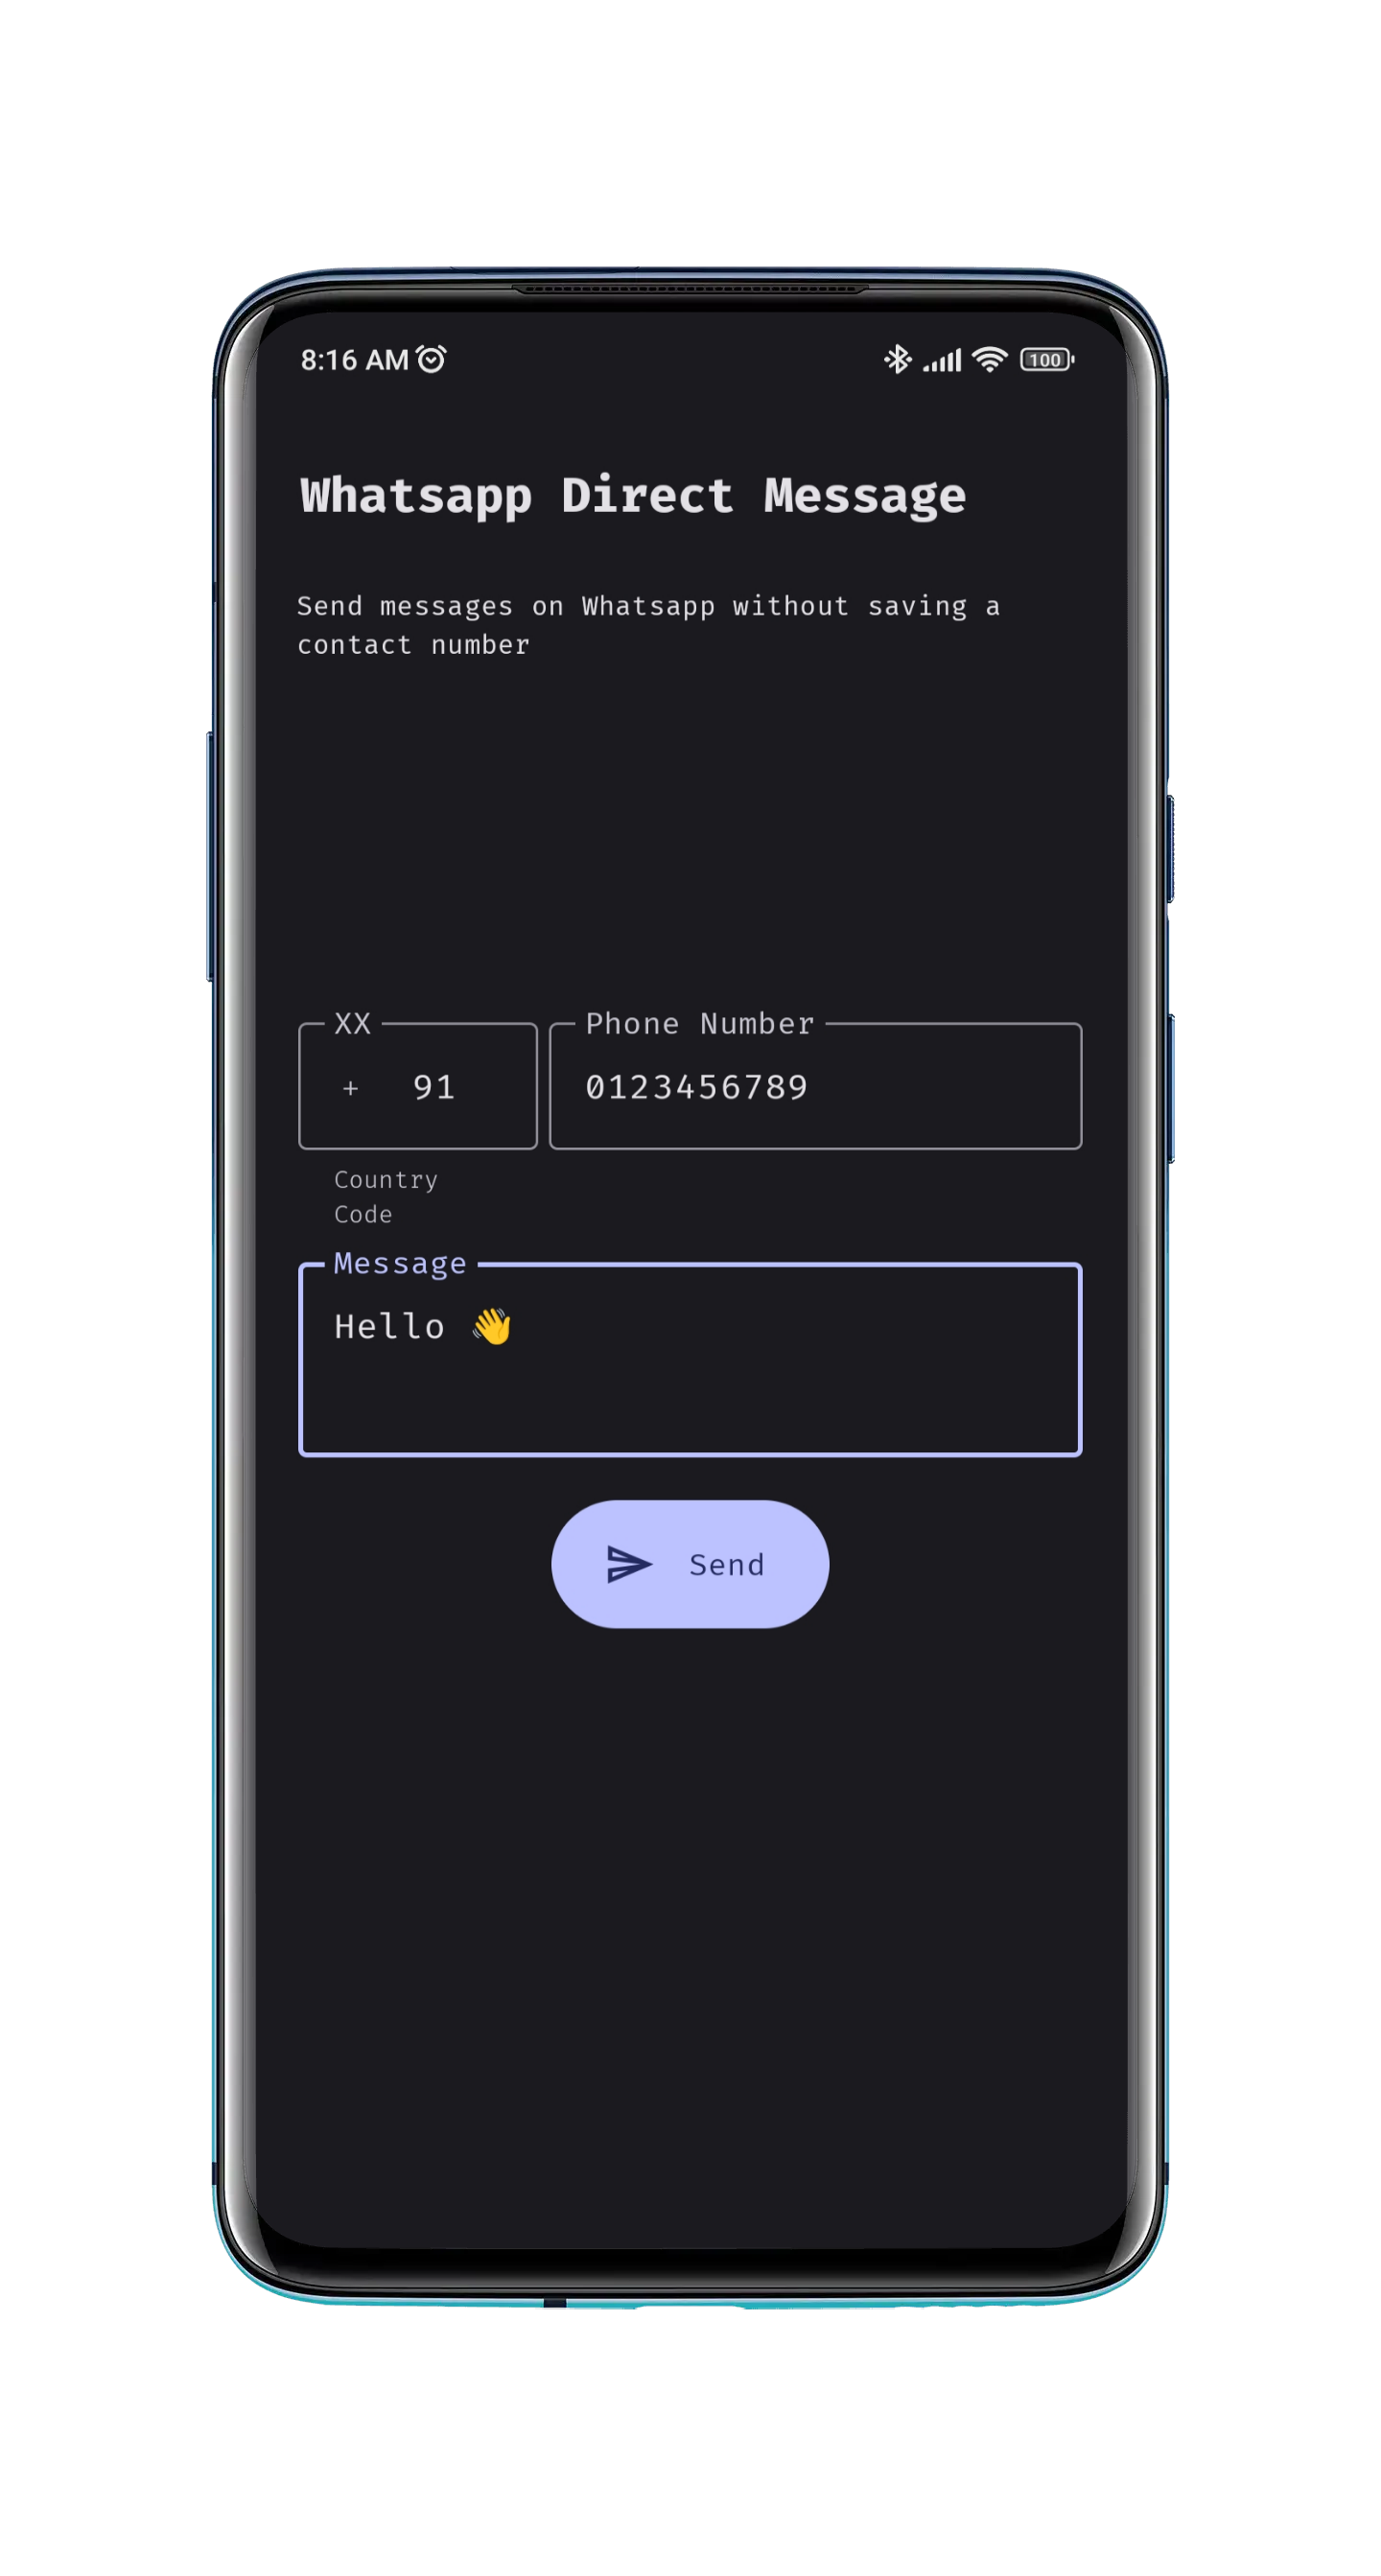 8:16 AM 100
Whatsapp Direct Message
Send messages on Whatsapp without saving a
contact number
XX Phone Number
+ 91 0123456789
Country
Code
Message
Hello 👋
Send